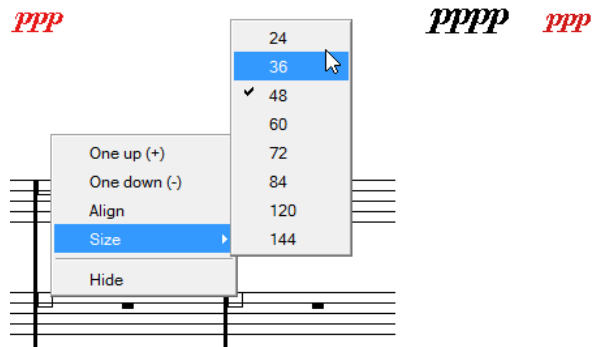 ppp
pppp ppp
24
36
✔ 48
60
72
84
120
144
One up (+)
One down (-)
Align
Size
Hide